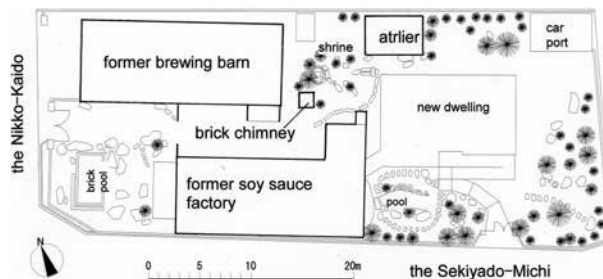 atrlier
car
port
shrine
former brewing barn
new dwelling
the Nikko-Kaido
brick chimney
brick
pool
former soy sauce
factory
pool
N
0 5 10 20m
the Sekiyado-Michi